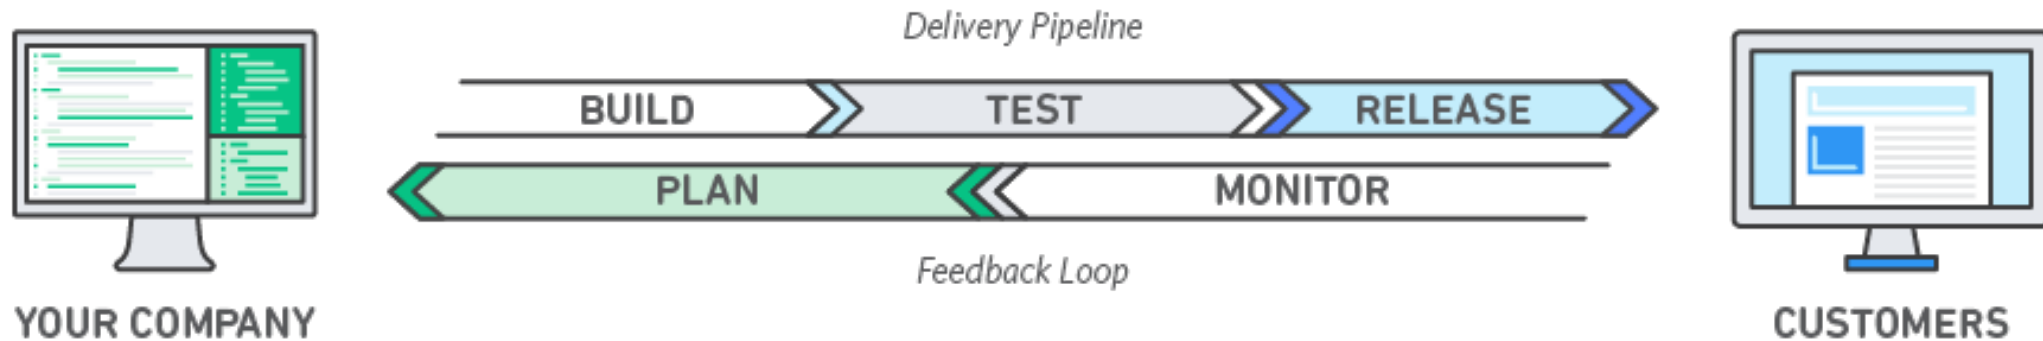 Delivery Pipeline
BUILD TEST RELEASE
PLAN MONITOR
Feedback Loop
YOUR COMPANY CUSTOMERS